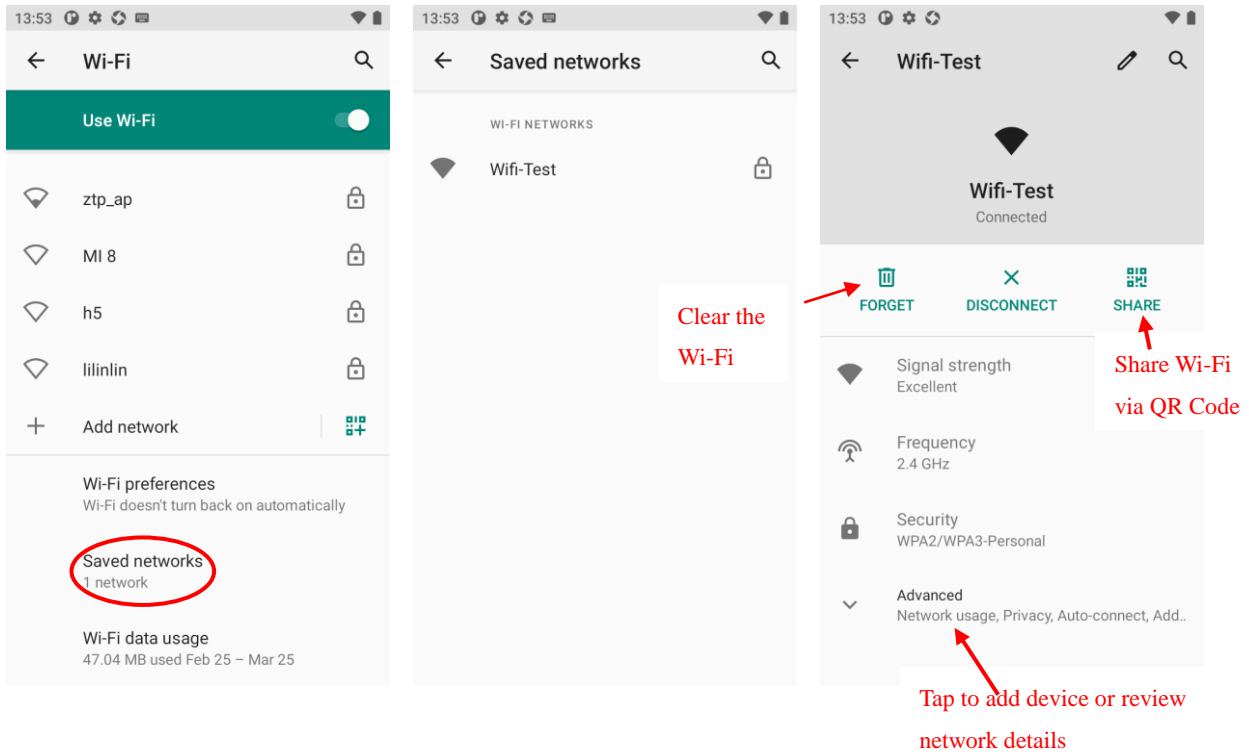 13:53
Wi-Fi
Use Wi-Fi
ztp_ap
MI 8
h5
lilinlin
Add network
Wi-Fi preferences
Wi-Fi doesn't turn back on automatically
Saved networks
1 network
Wi-Fi data usage
47.04 MB used Feb 25 – Mar 25
13:53
Saved networks
WI-FI NETWORKS
Wifi-Test
Clear the
Wi-Fi
13:53
Wifi-Test
Wifi-Test
Connected
FORGET
DISCONNECT
SHARE
Share Wi-Fi
via QR Code
Signal strength
Excellent
Frequency
2.4 GHz
Security
WPA2/WPA3-Personal
Advanced
Network usage, Privacy, Auto-connect, Add..
Tap to add device or review
network details